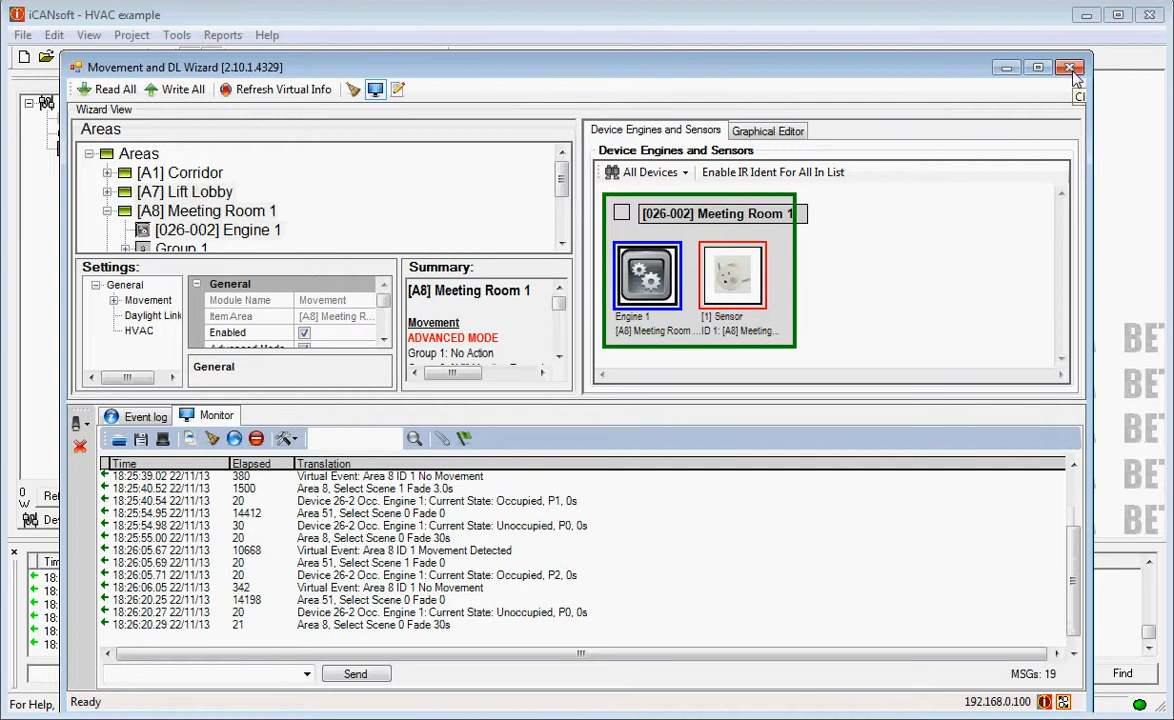 iCANsoft - HVAC example
File Edit View Project Tools Reports Help
Movement and DL Wizard [2.10.1.4329]
Read All Write All Refresh Virtual Info
Wizard View
Areas
Areas
[A1] Corridor
[A7] Lift Lobby
[A8] Meeting Room 1
[026-002] Engine 1
Group 1
Settings:
General
Movement
Daylight Link
HVAC
General
Module Name Movement
Item Area [A8] Meeting R...
Enabled
General
Summary:
[A8] Meeting Room 1
Movement
ADVANCED MODE
Group 1: No Action
Device Engines and Sensors Graphical Editor
Device Engines and Sensors
All Devices Enable IR Ident For All In List
[026-002] Meeting Room 1
Engine 1 [1] Sensor
[A8] Meeting Room ... ID 1: [A8] Meeting...
Event log Monitor
Time Elapsed Translation
18:25:39.02 22/11/13 380 Virtual Event: Area 8 ID 1 No Movement
18:25:40.52 22/11/13 1500 Area 8, Select Scene 1 Fade 3.0s
18:25:40.54 22/11/13 20 Device 26-2 Occ. Engine 1: Current State: Occupied, P1, 0s
18:25:54.95 22/11/13 14412 Area 51, Select Scene 0 Fade 0
18:25:54.98 22/11/13 30 Device 26-2 Occ. Engine 1: Current State: Unoccupied, P0, 0s
18:25:55.00 22/11/13 20 Area 8, Select Scene 0 Fade 30s
18:26:05.67 22/11/13 10668 Virtual Event: Area 8 ID 1 Movement Detected
18:26:05.69 22/11/13 20 Area 51, Select Scene 1 Fade 0
18:26:05.71 22/11/13 20 Device 26-2 Occ. Engine 1: Current State: Occupied, P2, 0s
18:26:06.05 22/11/13 342 Virtual Event: Area 8 ID 1 No Movement
18:26:20.25 22/11/13 14198 Area 51, Select Scene 0 Fade 0
18:26:20.27 22/11/13 20 Device 26-2 Occ. Engine 1: Current State: Unoccupied, P0, 0s
18:26:20.29 22/11/13 21 Area 8, Select Scene 0 Fade 30s
Send
MSGs: 19
Ready
192.168.0.100
Find
For Help,
0
W
18:
18:
18:
18:
18:
BE
BE
BE
BE
BE